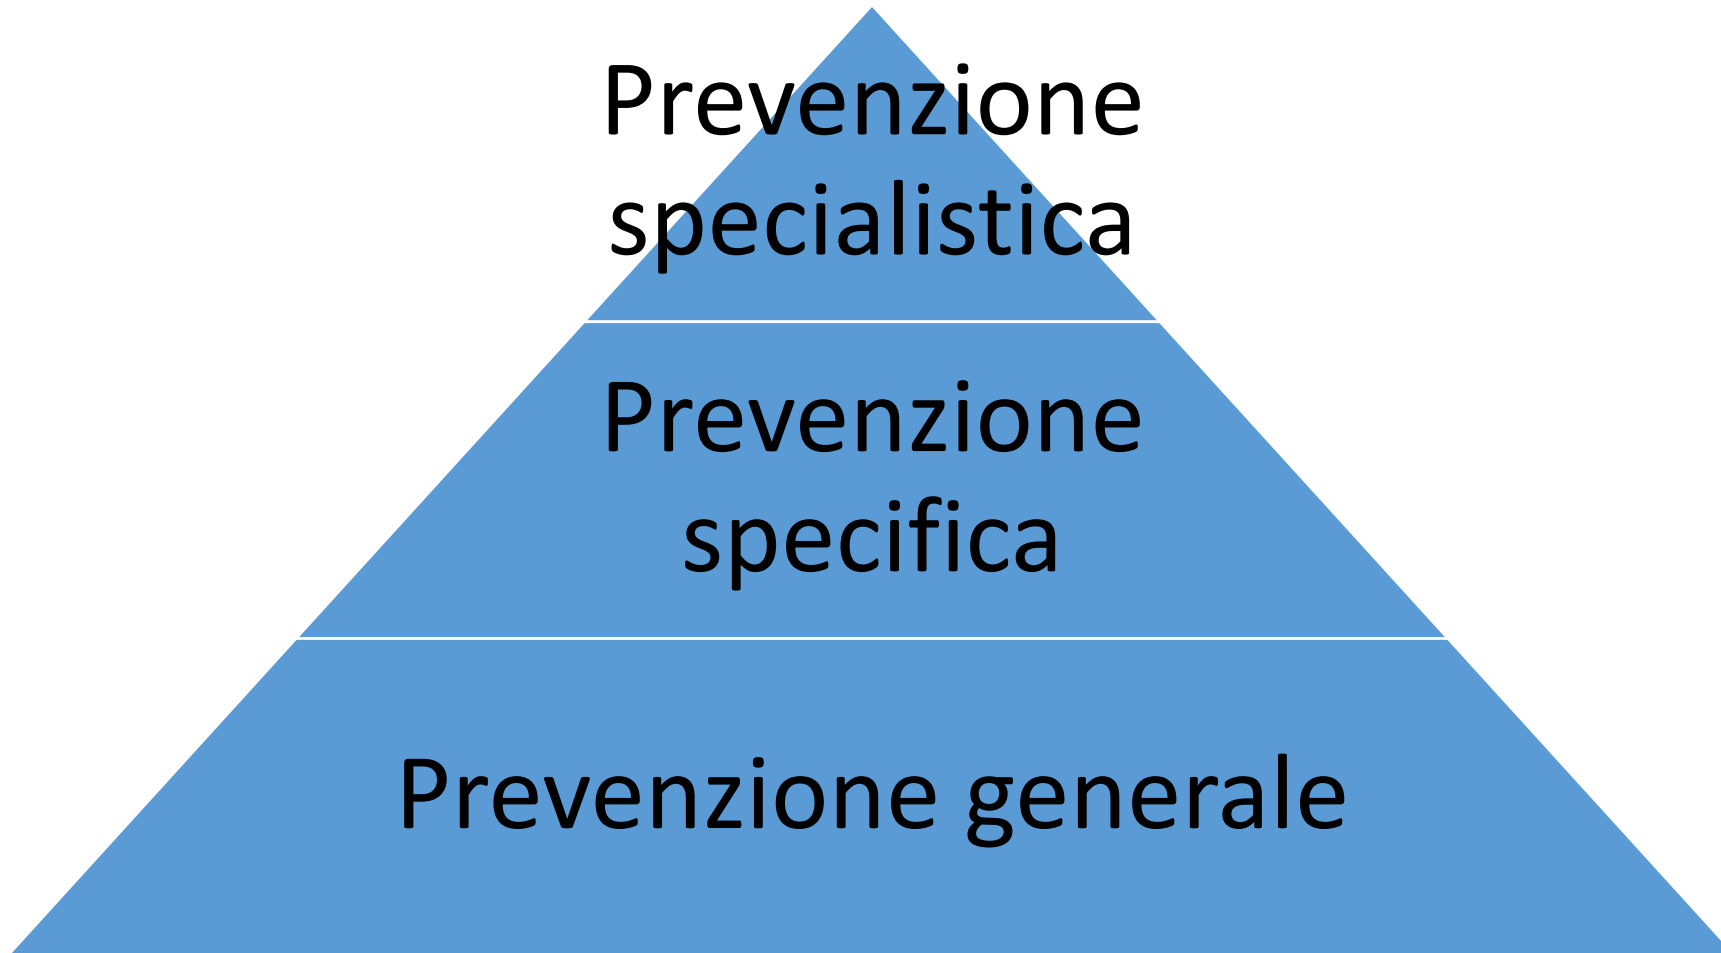 Prevenzione
specialistica
Prevenzione
specifica
Prevenzione generale